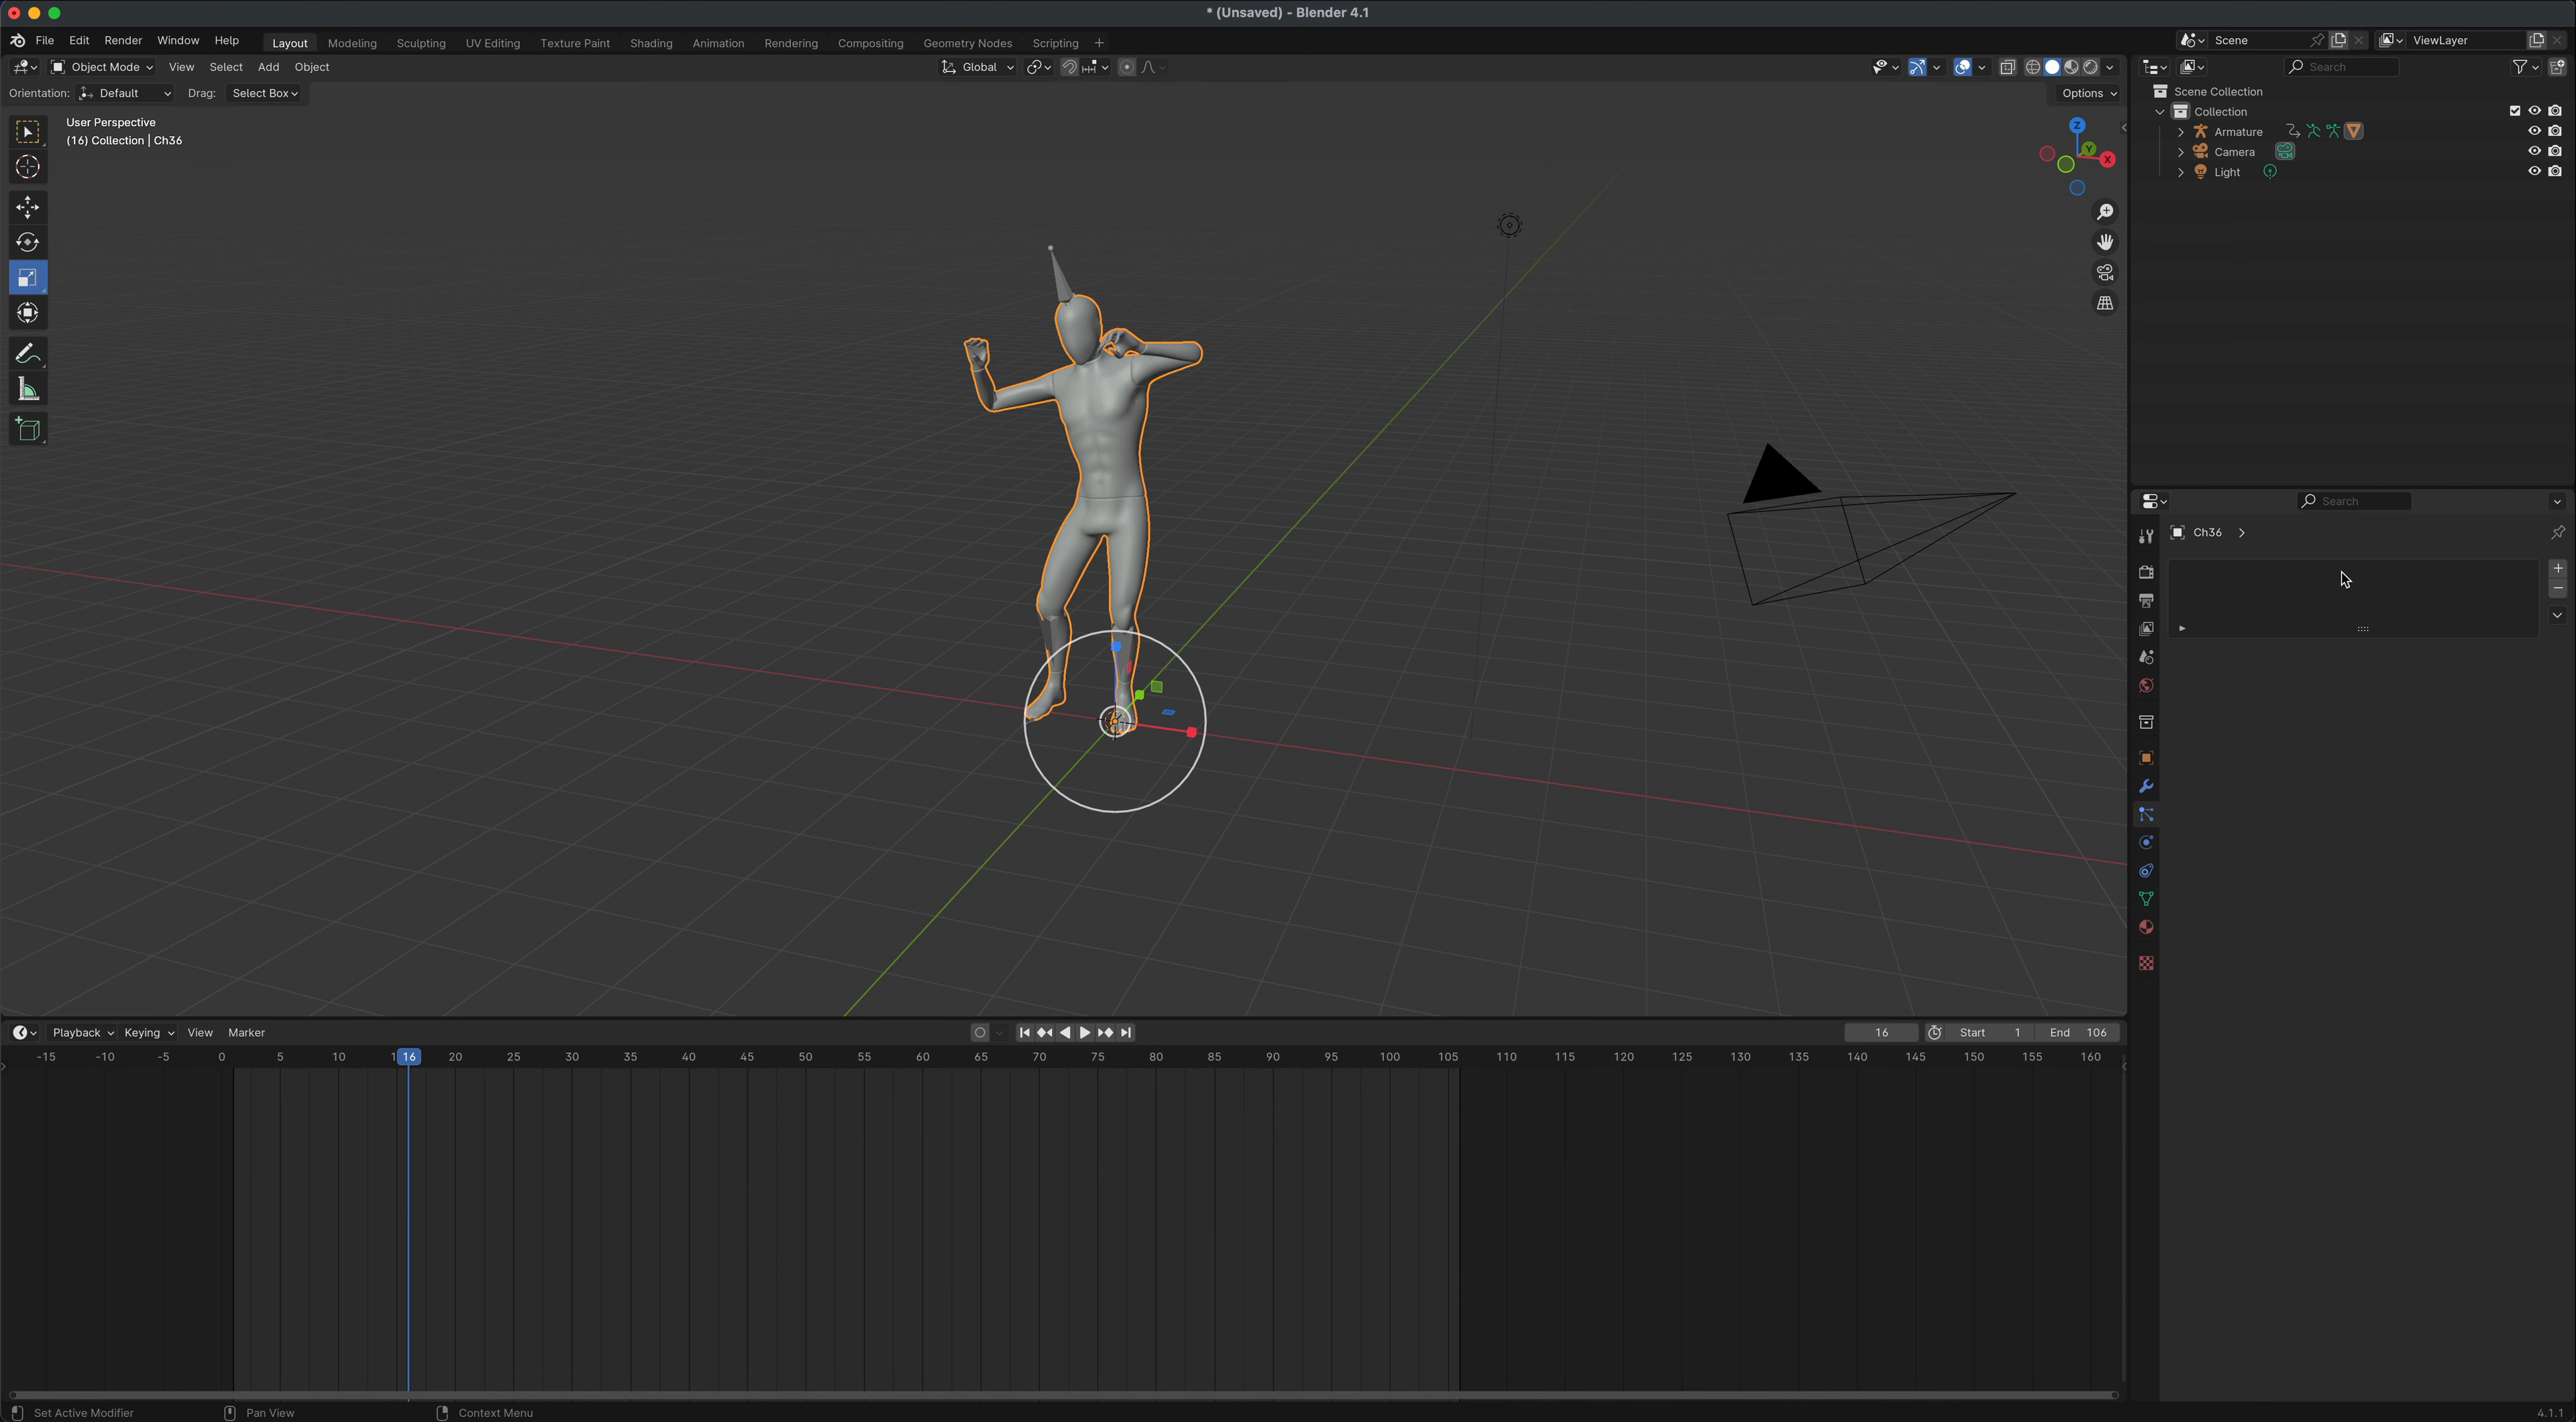 * (Unsaved) - Blender 4.1
File Edit Render Window Help Layout Modeling Sculpting UV Editing Texture Paint Shading Animation Rendering Compositing Geometry Nodes Scripting + Scene ViewLayer
Object Mode View Select Add Object Global Search
Orientation: Default Drag: Select Box Options
User Perspective
(16) Collection | Ch36
Z
Y
X
Scene Collection
Collection
Armature
Camera
Light
Search
Ch36
Playback Keying View Marker 16 Start 1 End 106
-15 -10 -5 0 5 10 1 16 20 25 30 35 40 45 50 55 60 65 70 75 80 85 90 95 100 105 110 115 120 125 130 135 140 145 150 155 160
Set Active Modifier Pan View Context Menu 4.1.1